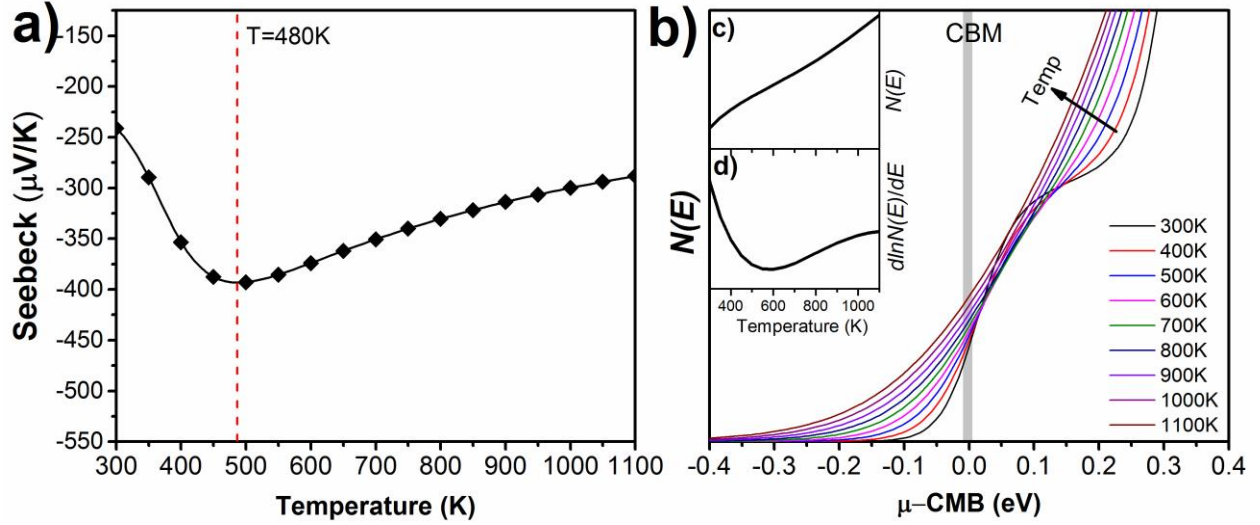 a)
T=480K
Seebeck (μV/K)
-150
-200
-250
-300
-350
-400
-450
-500
-550
300 400 500 600 700 800 900 1000 1100
Temperature (K)
b)
CBM
c)
N(E)
d)
dlnN(E)/dE
400 600 800 1000
Temperature (K)
Temp
N(E)
300K
400K
500K
600K
700K
800K
900K
1000K
1100K
-0.4 -0.3 -0.2 -0.1 0.0 0.1 0.2 0.3 0.4
μ−CMB (eV)